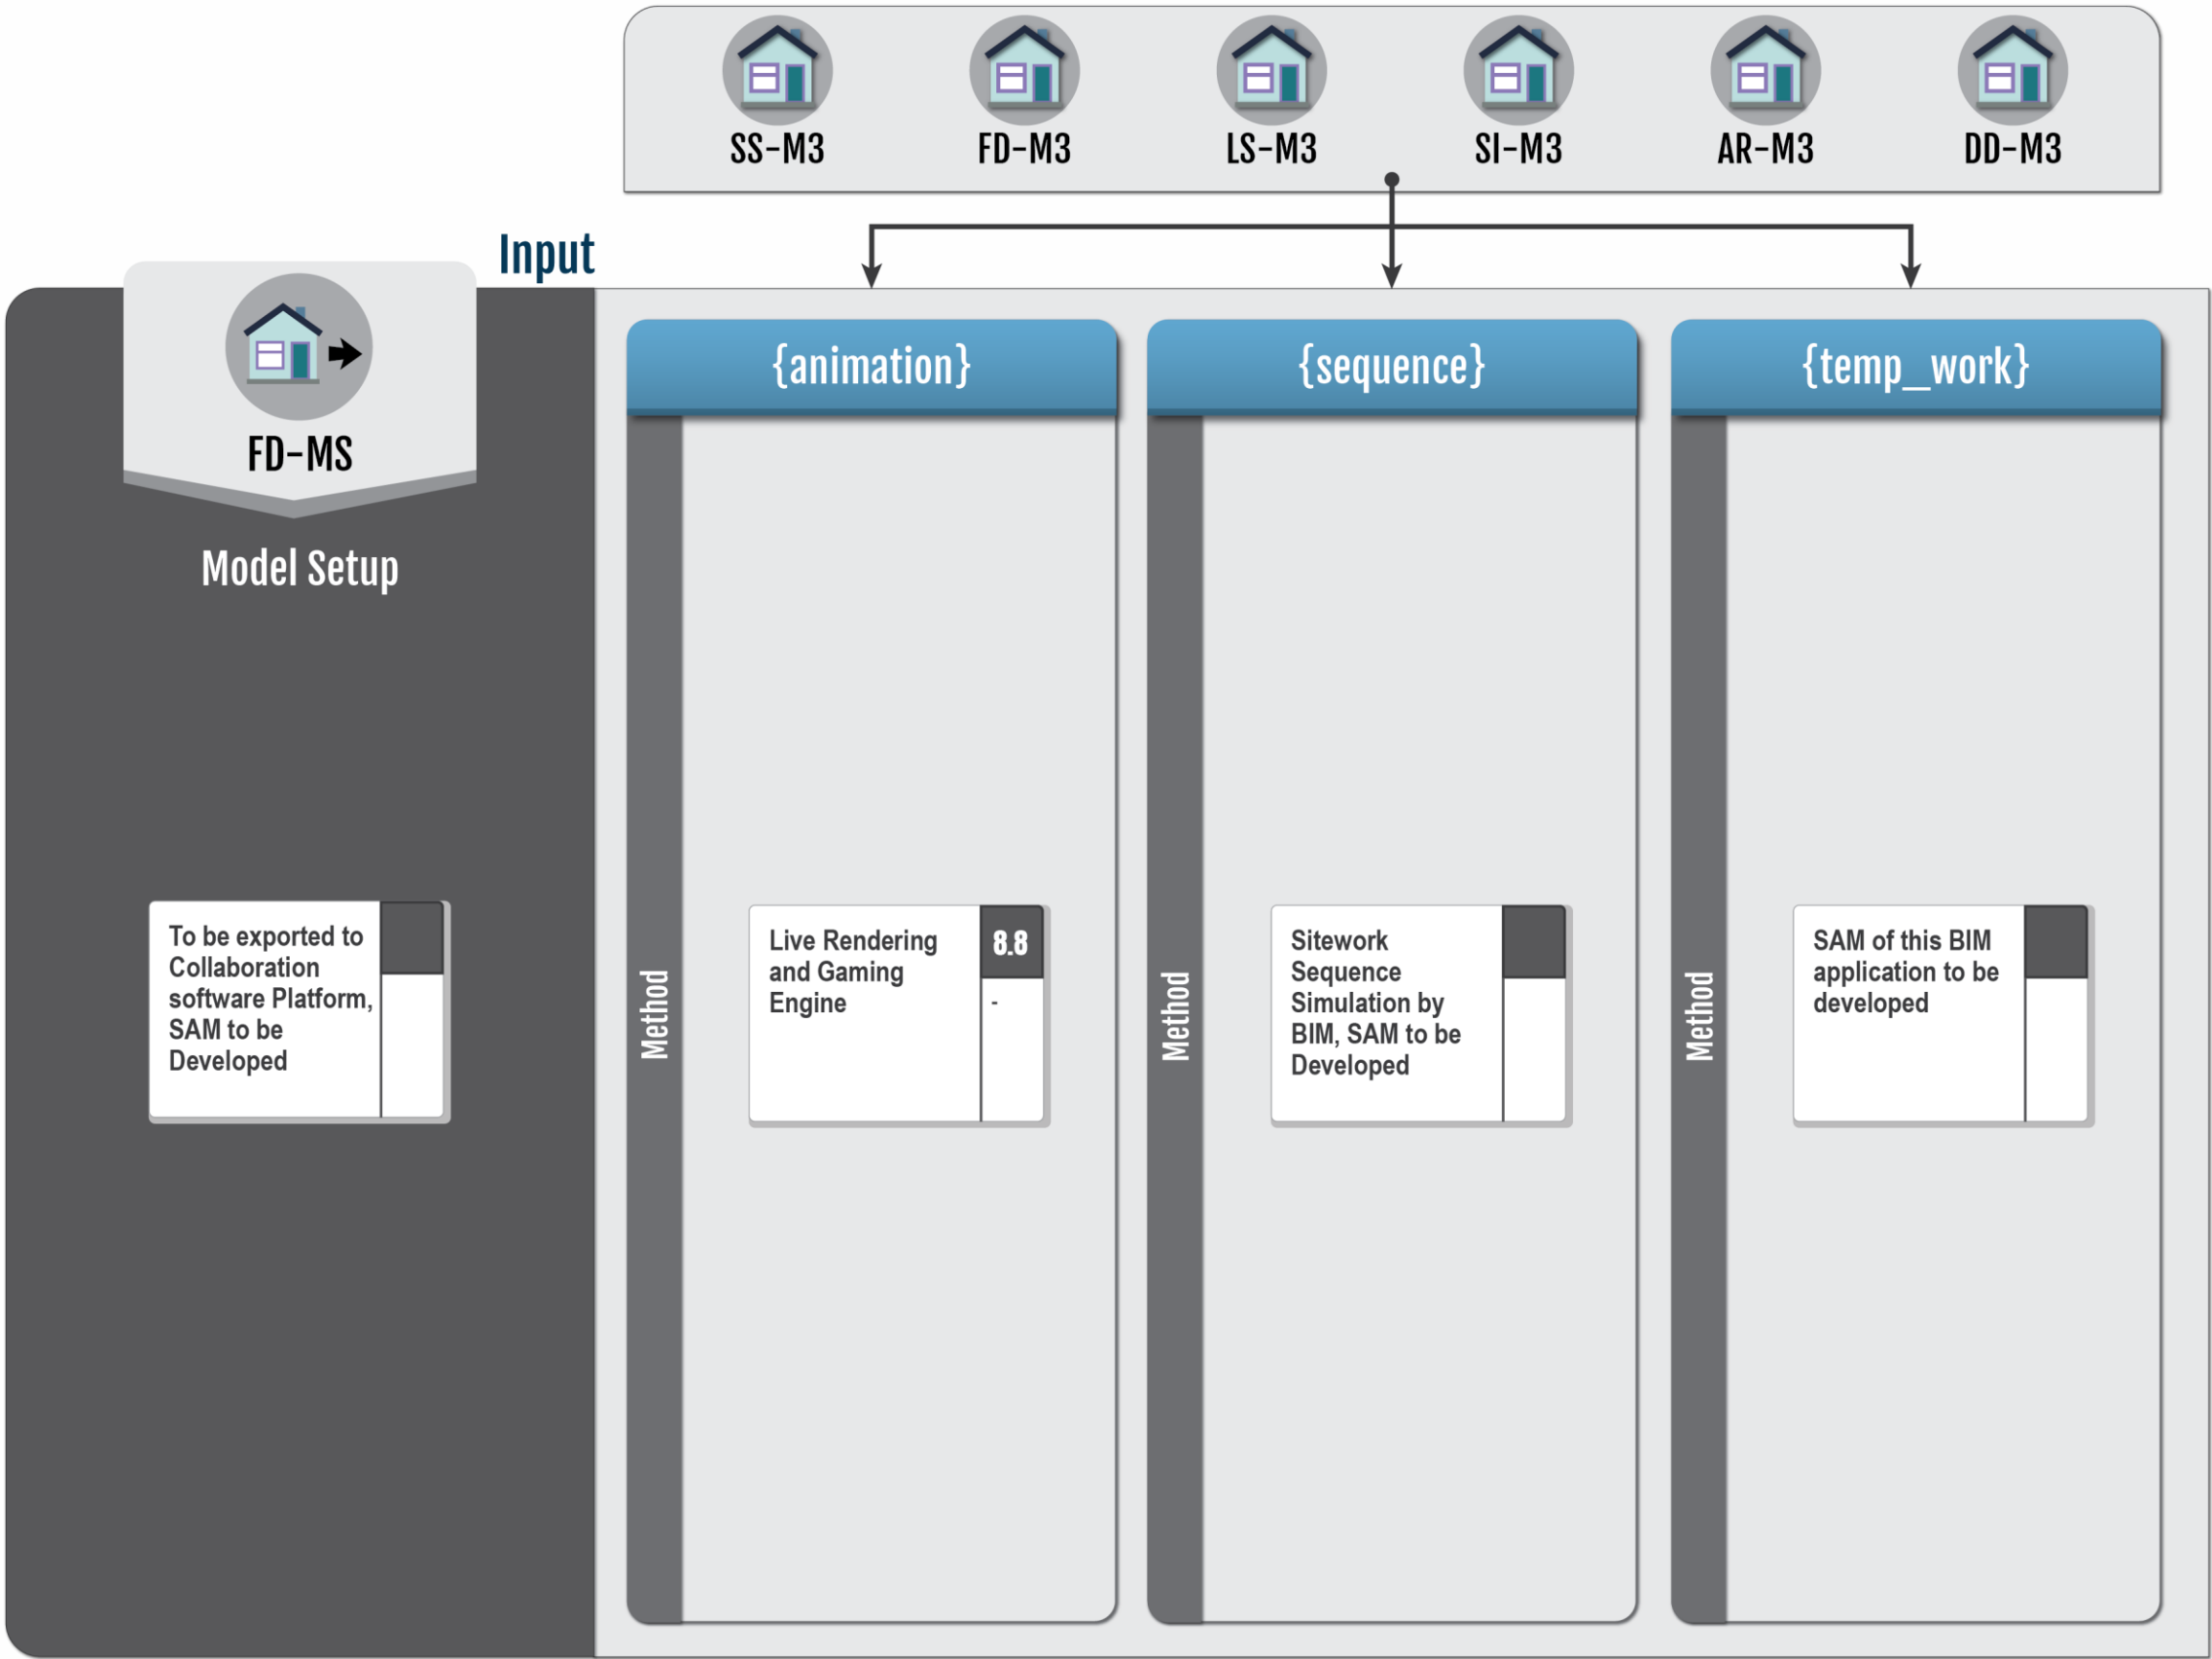 SS-M3
FD-M3
LS-M3
SI-M3
AR-M3
DD-M3
Input
FD-MS
Model Setup
To be exported to
Collaboration
software Platform,
SAM to be
Developed
{animation}
Method
Live Rendering
and Gaming
Engine
8.8
-
{sequence}
Method
Sitework
Sequence
Simulation by
BIM, SAM to be
Developed
{temp_work}
Method
SAM of this BIM
application to be
developed